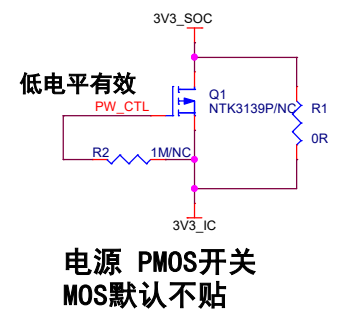 3V3_SOC
低电平有效
Q1
PW_CTL
NTK3139P/NC
R1
R2
1M/NC
0R
3V3_IC
电源 PMOS开关
MOS默认不贴